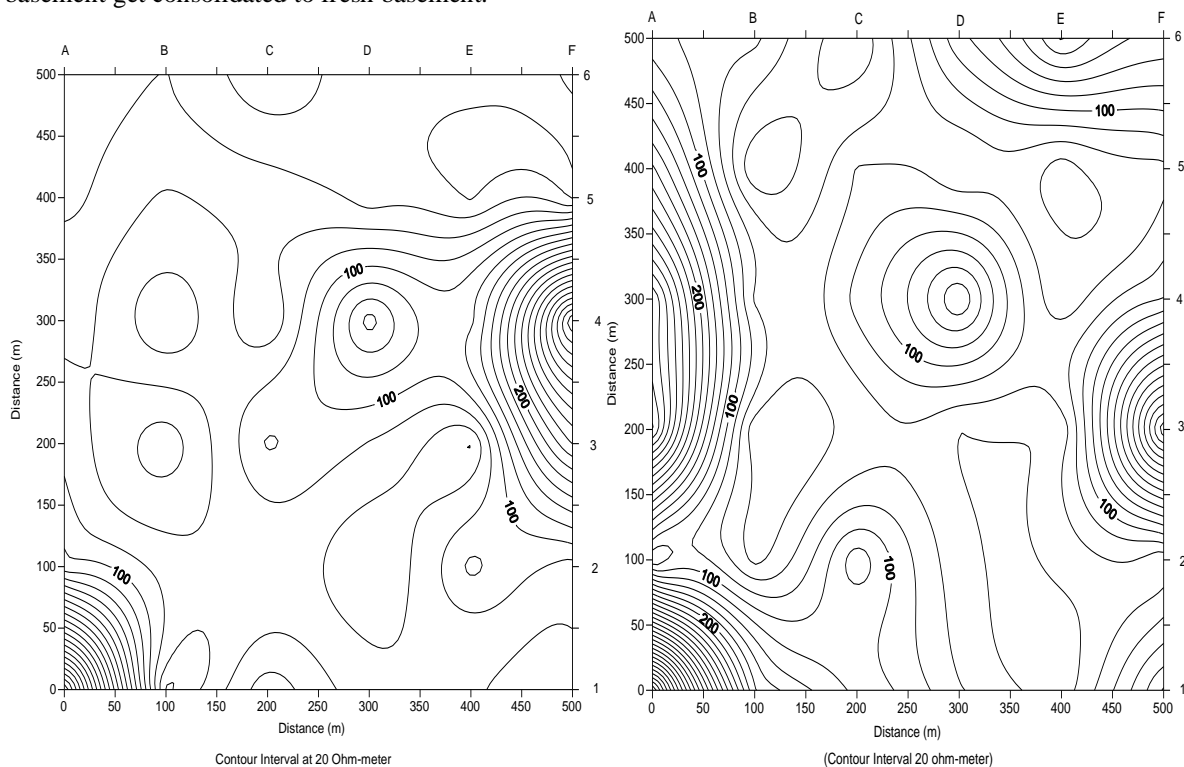 basement get consolidated to fresh basement.
A B C D E F
500 450 400 350 300 250 200 150 100 50 0
Distance (m)
6 5 4 3 2 1
100
100
200
100
100
0 50 100 150 200 250 300 350 400 450 500
Distance (m)
Contour Interval at 20 Ohm-meter
A B C D E F
500 450 400 350 300 250 200 150 100 50 0
Distance (m)
6 5 4 3 2 1
100
100
200
100
100
100
100
100
200
0 50 100 150 200 250 300 350 400 450 500
Distance (m)
(Contour Interval 20 ohm-meter)